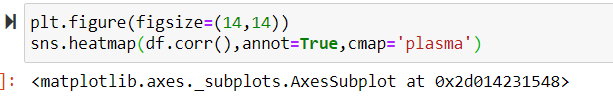 plt.figure(figsize=(14,14))
sns.heatmap(df.corr(),annot=True,cmap='plasma')
]: <matplotlib.axes._subplots.AxesSubplot at 0x2d014231548>